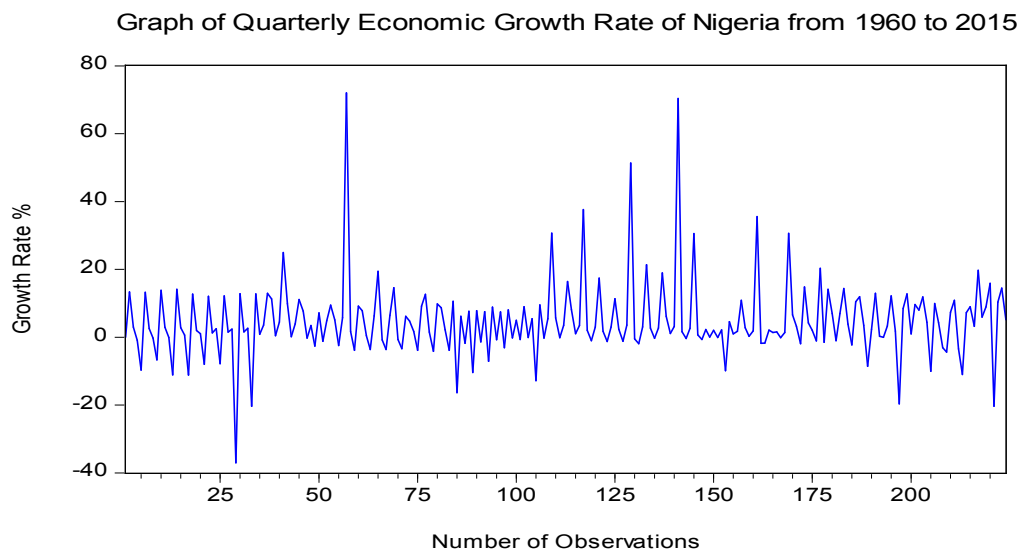 Graph of Quarterly Economic Growth Rate of Nigeria from 1960 to 2015
80
60
40
20
0
-20
-40
Growth Rate %
25 50 75 100 125 150 175 200
Number of Observations